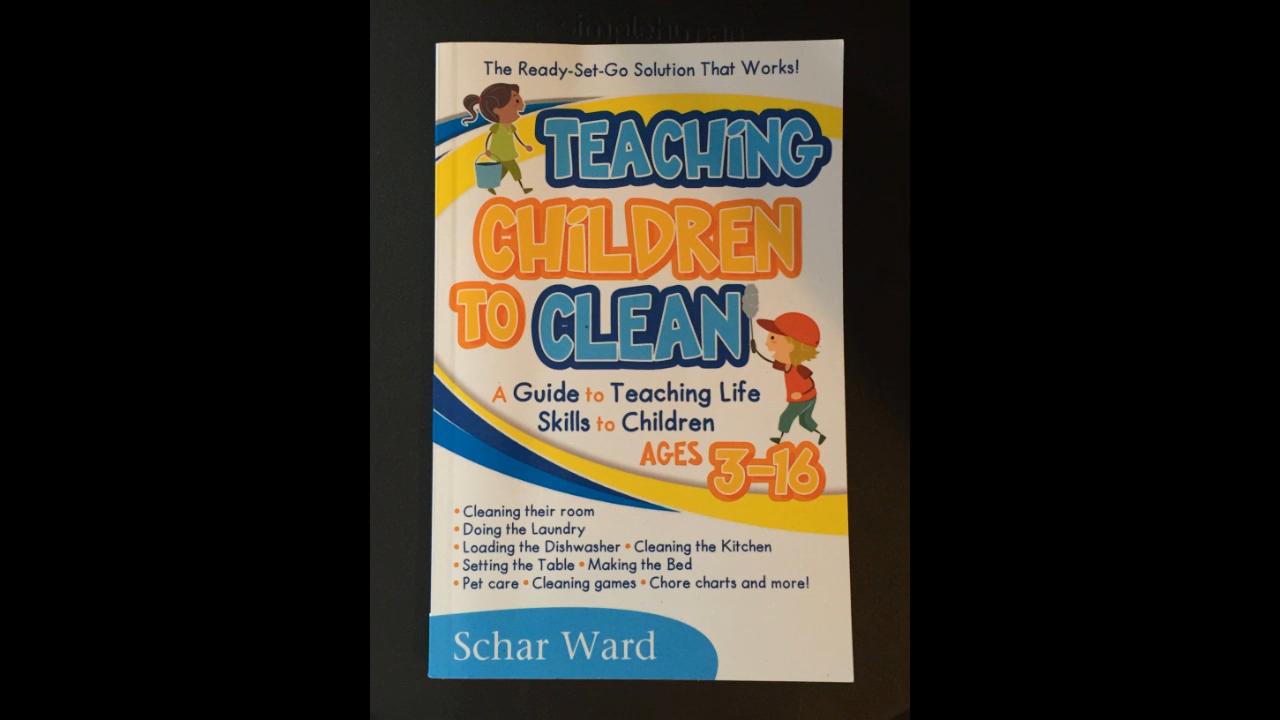 simplehuman
The Ready-Set-Go Solution That Works!
TEACHiNG
CHiLDREN
TO CLEAN
A Guide to Teaching Life
Skills to Children
AGES 3-16
• Cleaning their room
• Doing the Laundry
• Loading the Dishwasher • Cleaning the Kitchen
• Setting the Table • Making the Bed
• Pet care • Cleaning games • Chore charts and more!
Schar Ward